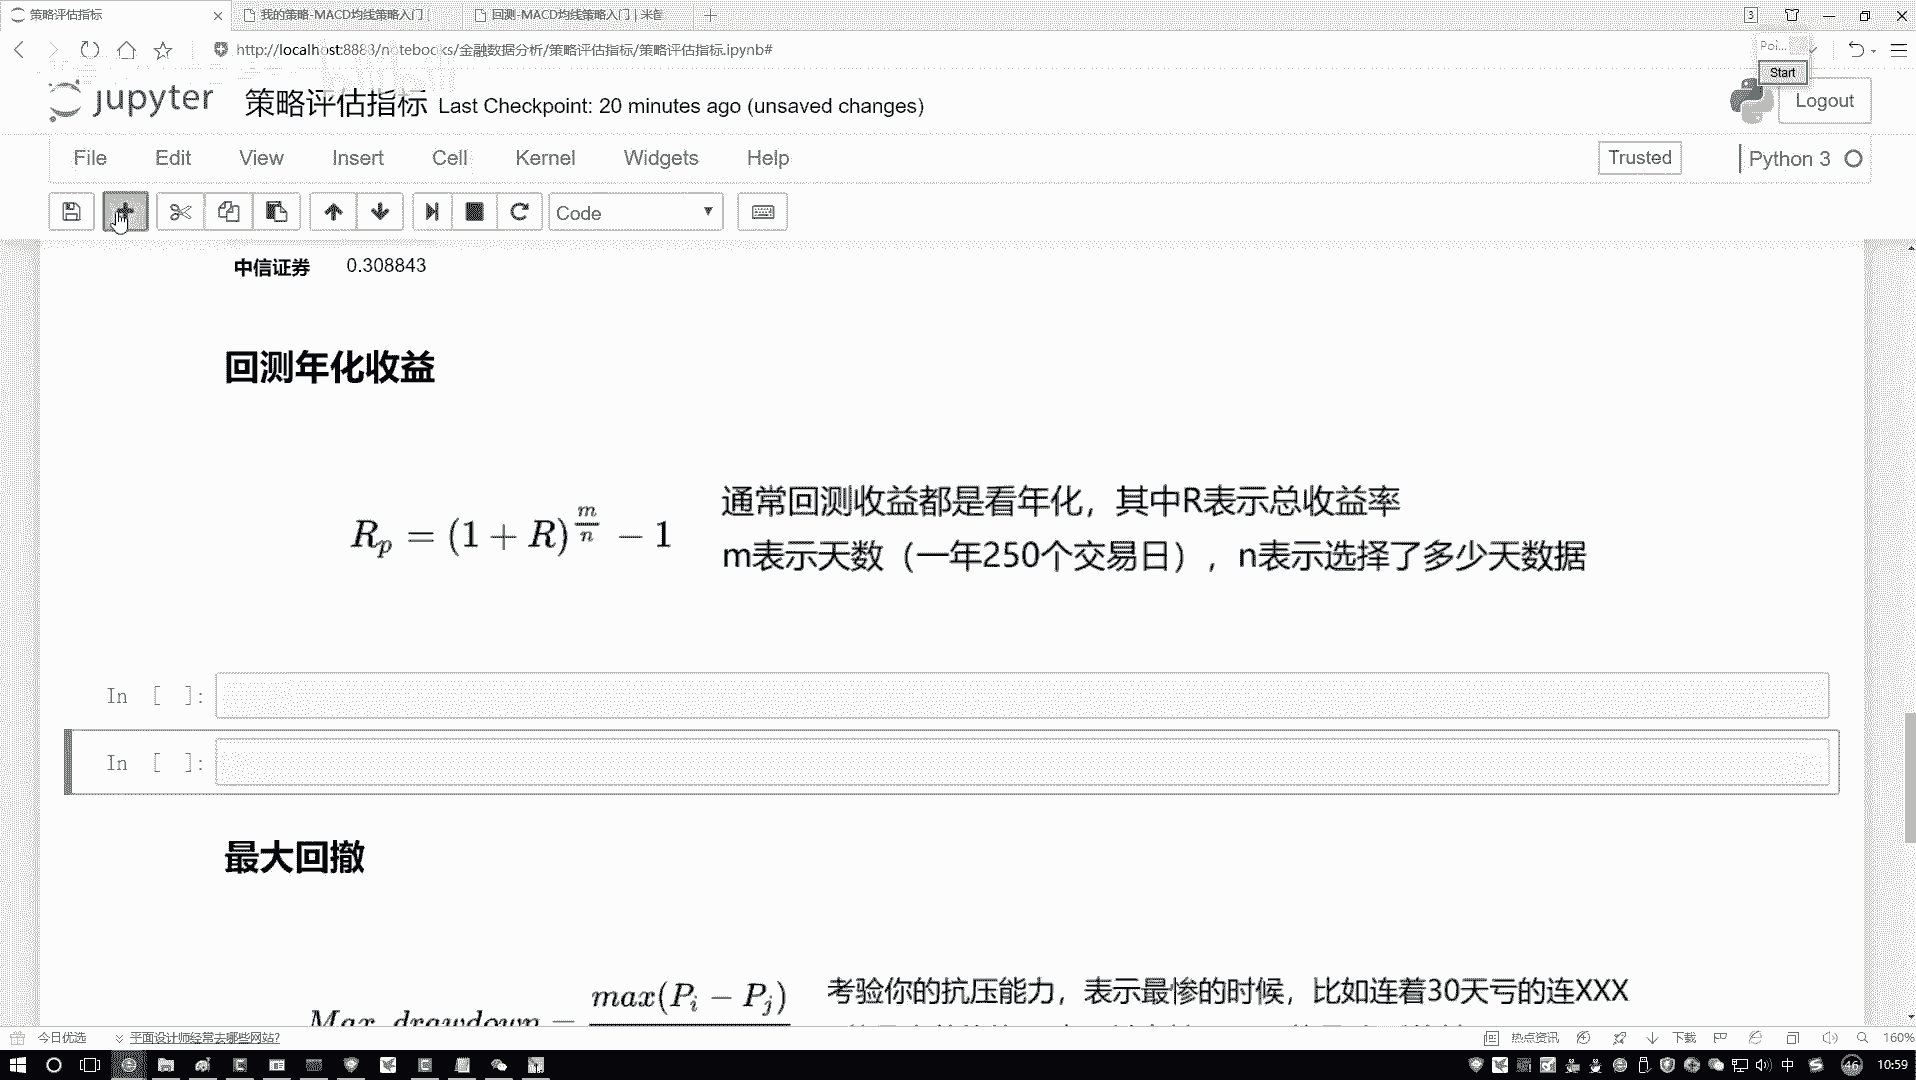 策略评估指标
我的策略-MACD均线策略入门
回测-MACD均线策略入门 | 米筐
3
http://localhost:8888/notebooks/金融数据分析/策略评估指标/策略评估指标.ipynb#
Poi...
Start
jupyter 策略评估指标 Last Checkpoint: 20 minutes ago (unsaved changes)
Logout
File Edit View Insert Cell Kernel Widgets Help
Trusted
Python 3
Code
中信证券 0.308843
回测年化收益
R_p = (1 + R)^{\frac{m}{n}} - 1
通常回测收益都是看年化，其中R表示总收益率
m表示天数（一年250个交易日），n表示选择了多少天数据
In [ ]:
In [ ]:
最大回撤
Max_drawdown = max(P_i − P_j)
考验你的抗压能力，表示最惨的时候，比如连着30天亏的连XXX
今日优选
平面设计师经常去哪些网站?
热点资讯
下载
160%
中
46
10:59